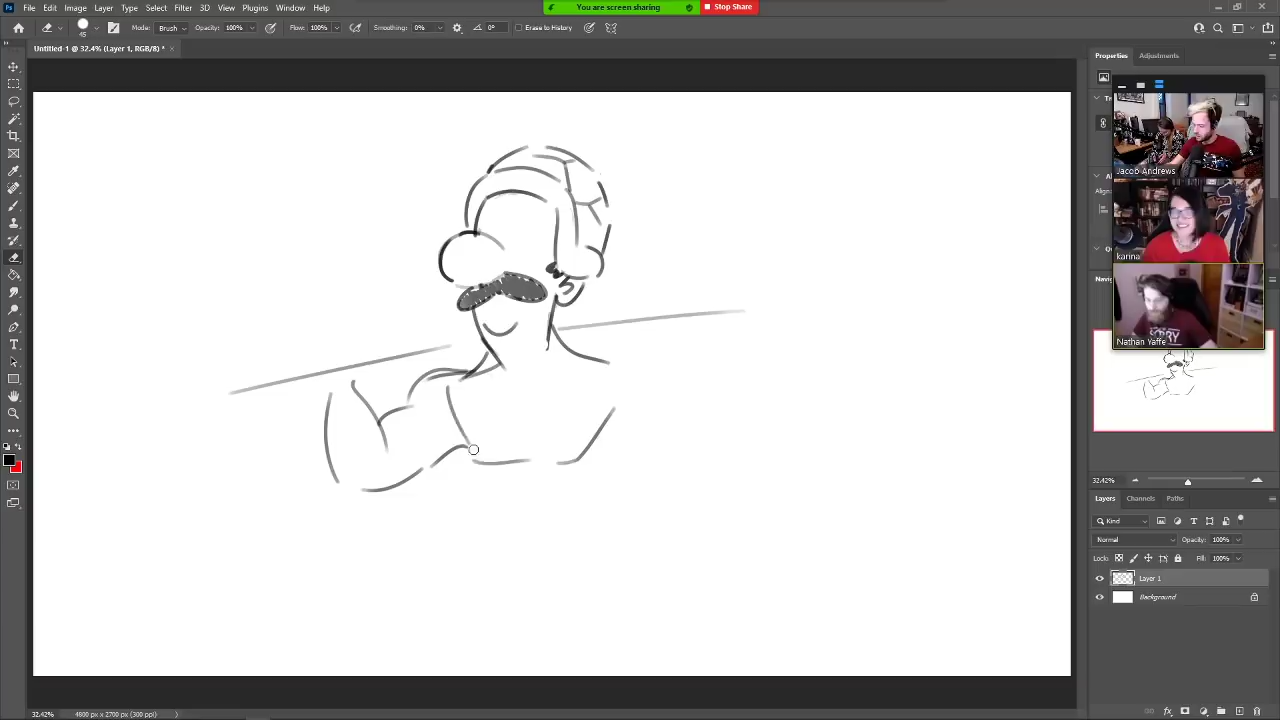 File Edit Image Layer Type Select Filter 3D View Plugins Window Help
You are screen sharing
Stop Share
45
Mode: Brush
Opacity: 100%
Flow: 100%
Smoothing: 0%
0°
Erase to History
Untitled-1 @ 32.4% (Layer 1, RGB/8) * ×
Properties Adjustments
Jacob Andrews
karina
Nathan Yaffe
SORRY
32.42%
Layers Channels Paths
Kind
Normal
Opacity: 100%
Lock:
Fill: 100%
Layer 1
Background
32.42%
4800 px x 2700 px (300 ppi)